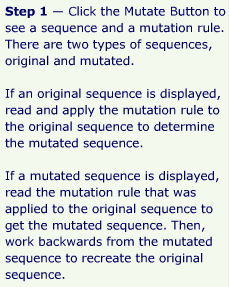 Step 1 — Click the Mutate Button to
see a sequence and a mutation rule.
There are two types of sequences,
original and mutated.
If an original sequence is displayed,
read and apply the mutation rule to
the original sequence to determine
the mutated sequence.
If a mutated sequence is displayed,
read the mutation rule that was
applied to the original sequence to
get the mutated sequence. Then,
work backwards from the mutated
sequence to recreate the original
sequence.